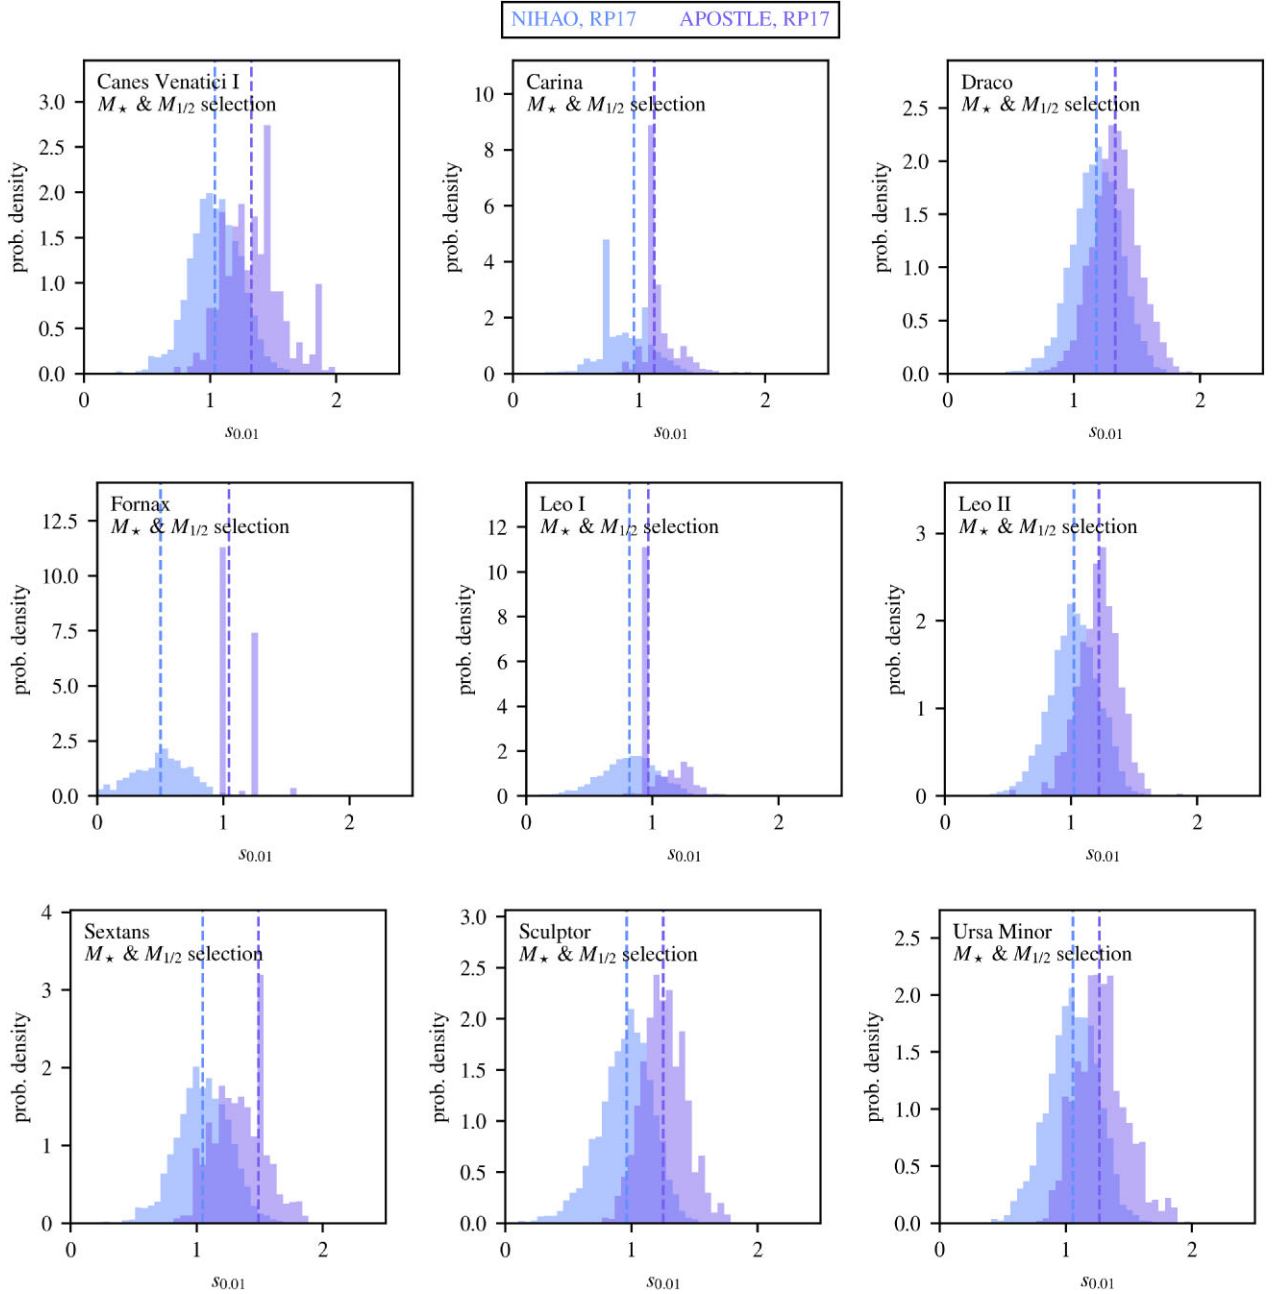 NIHAO, RP17 APOSTLE, RP17
Canes Venatici I
M⋆ & M1/2 selection
prob. density
3.0
2.5
2.0
1.5
1.0
0.5
0.0
0 1 2
s0.01
Carina
M⋆ & M1/2 selection
prob. density
10
8
6
4
2
0
0 1 2
s0.01
Draco
M⋆ & M1/2 selection
prob. density
2.5
2.0
1.5
1.0
0.5
0.0
0 1 2
s0.01
Fornax
M⋆ & M1/2 selection
prob. density
12.5
10.0
7.5
5.0
2.5
0.0
0 1 2
s0.01
Leo I
M⋆ & M1/2 selection
prob. density
12
10
8
6
4
2
0
0 1 2
s0.01
Leo II
M⋆ & M1/2 selection
prob. density
3
2
1
0
0 1 2
s0.01
Sextans
M⋆ & M1/2 selection
prob. density
4
3
2
1
0
0 1 2
s0.01
Sculptor
M⋆ & M1/2 selection
prob. density
3.0
2.5
2.0
1.5
1.0
0.5
0.0
0 1 2
s0.01
Ursa Minor
M⋆ & M1/2 selection
prob. density
2.5
2.0
1.5
1.0
0.5
0.0
0 1 2
s0.01